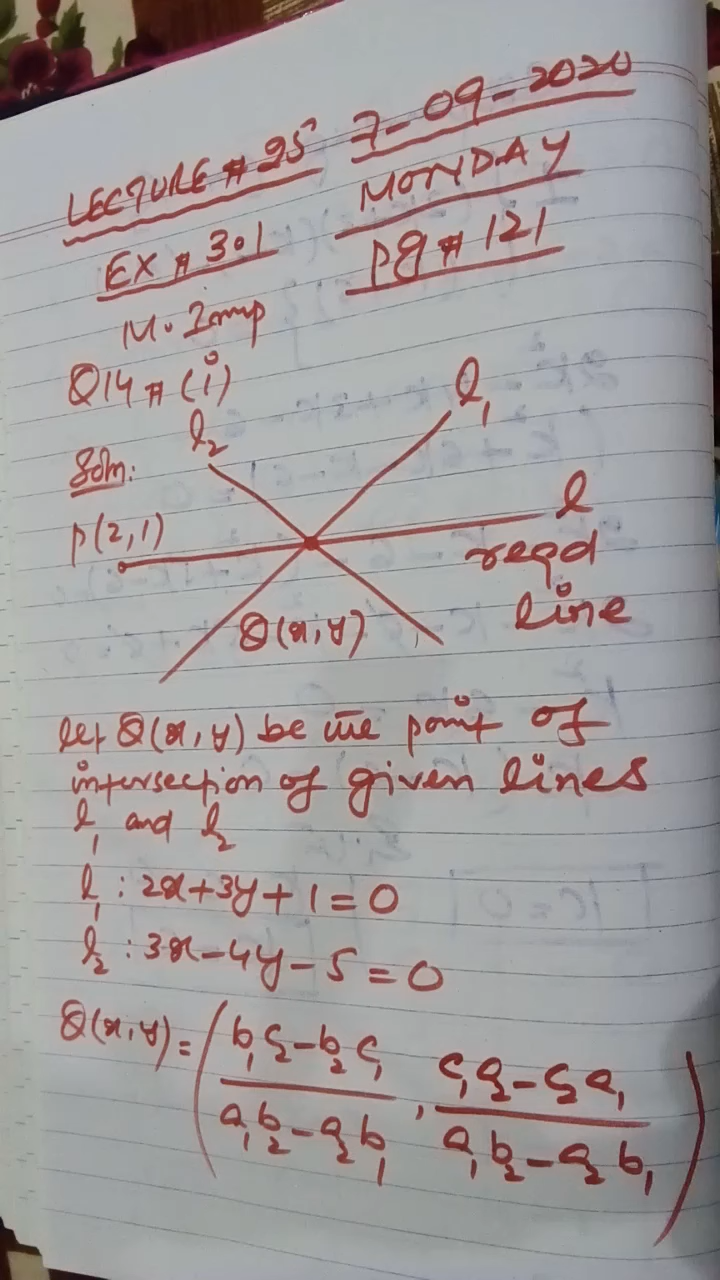 LECTURE # 25 7-09-2020
MONDAY
EX # 3.1 Pg # 121
M. Imp
Q14 # (i)
l₂ l₁
Soln:
P(2,1) l
reqd
line
Q(x,y)
let Q(x,y) be the point of
intersection of given lines
l₁ and l₂
l₁ : 2x+3y+1=0
l₂ : 3x-4y-5=0
Q(x,y) = ( (b₁c₂-b₂c₁)/(a₁b₂-a₂b₁) , (c₁a₂-c₂a₁)/(a₁b₂-a₂b₁) )